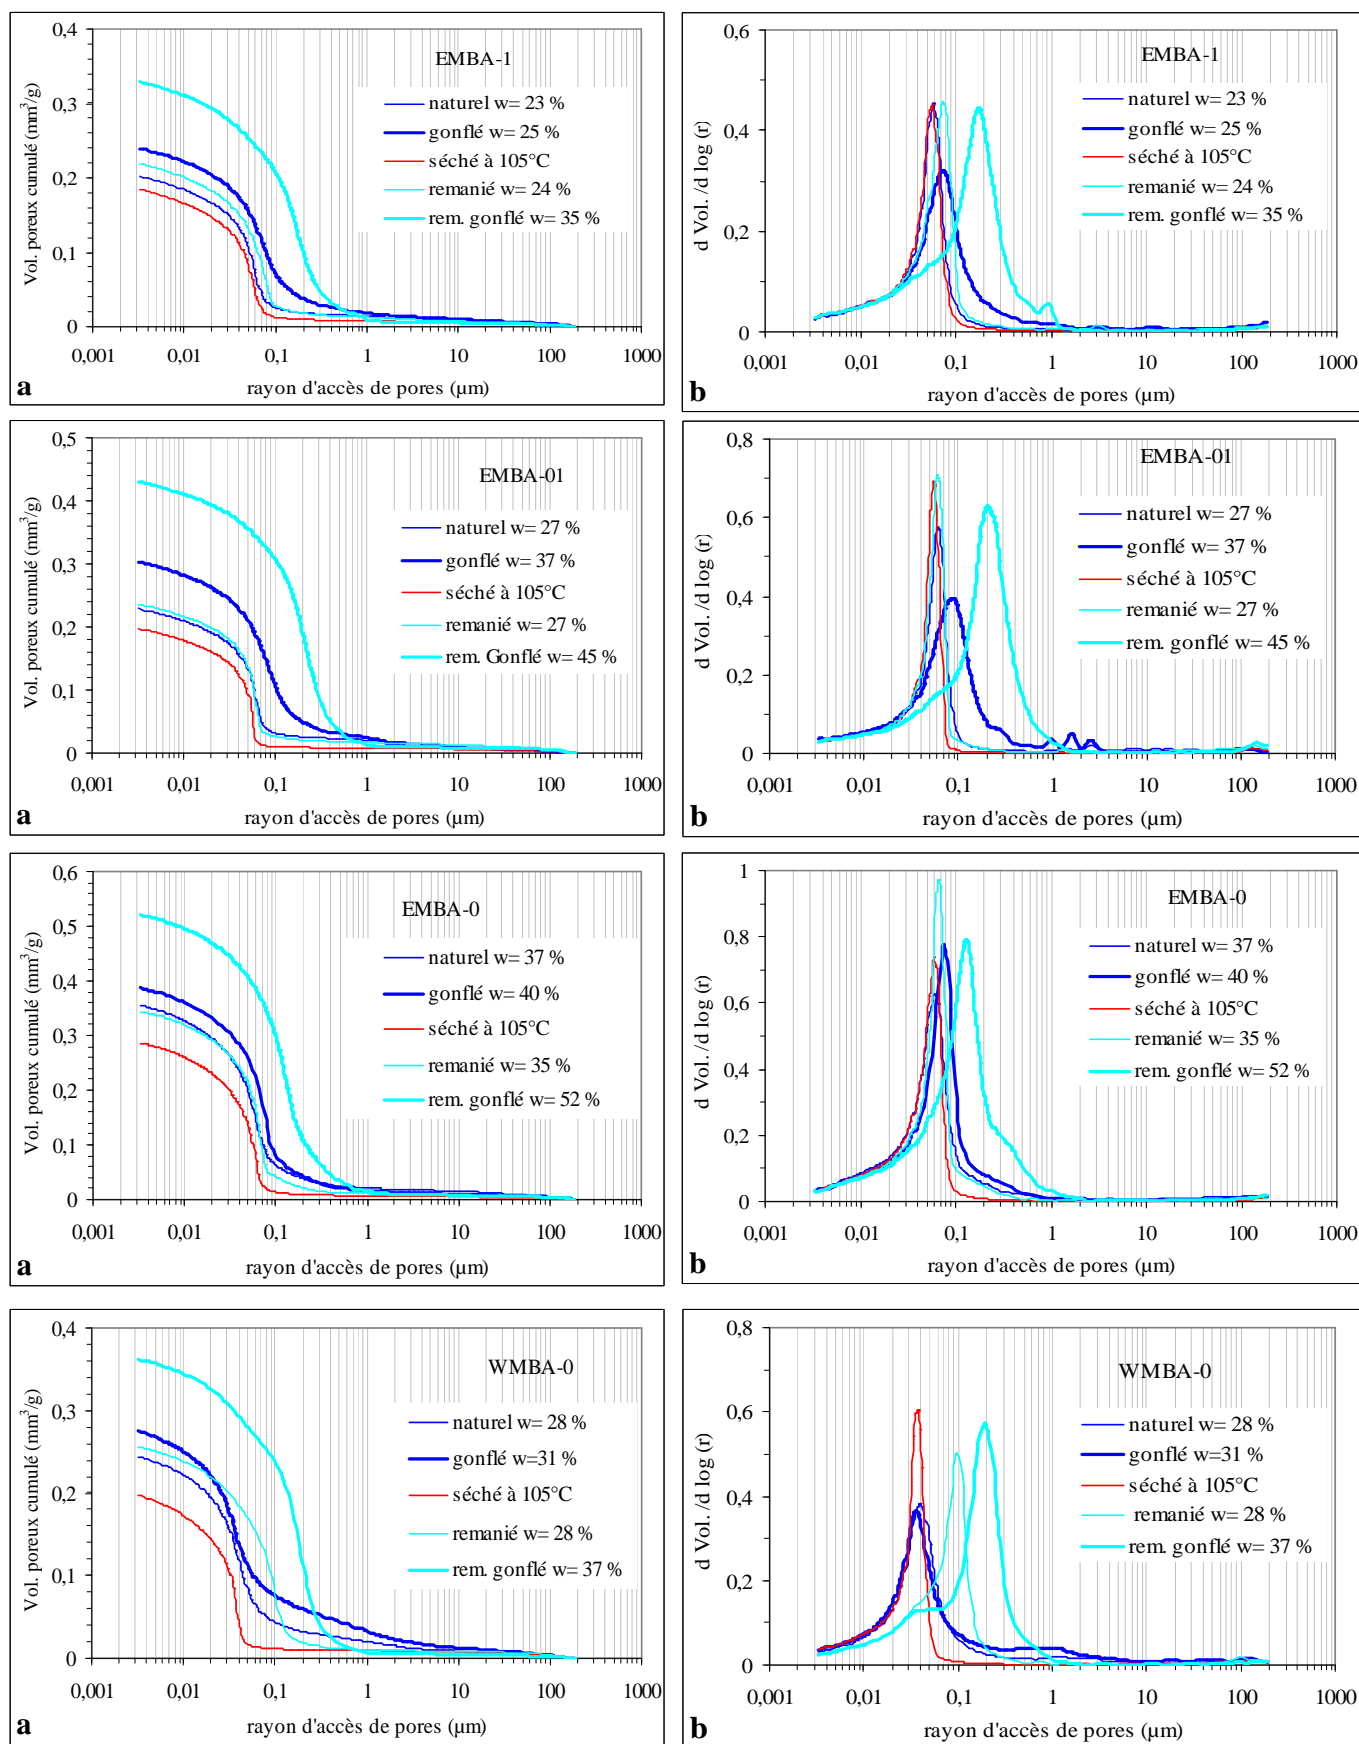 EMBA-1
Vol. poreux cumulé (mm³/g)
0,4
0,3
0,2
0,1
0
naturel w= 23 %
gonflé w= 25 %
séché à 105°C
remanié w= 24 %
rem. gonflé w= 35 %
0,001 0,01 0,1 1 10 100 1000
rayon d'accès de pores (µm)
a
EMBA-1
d Vol. /d log (r)
0,6
0,4
0,2
0
naturel w= 23 %
gonflé w= 25 %
séché à 105°C
remanié w= 24 %
rem. gonflé w= 35 %
0,001 0,01 0,1 1 10 100 1000
rayon d'accès de pores (µm)
b
EMBA-01
Vol. poreux cumulé (mm³/g)
0,5
0,4
0,3
0,2
0,1
0
naturel w= 27 %
gonflé w= 37 %
séché à 105°C
remanié w= 27 %
rem. Gonflé w= 45 %
0,001 0,01 0,1 1 10 100 1000
rayon d'accès de pores (µm)
a
EMBA-01
d Vol. /d log (r)
0,8
0,6
0,4
0,2
0
naturel w= 27 %
gonflé w= 37 %
séché à 105°C
remanié w= 27 %
rem. gonflé w= 45 %
0,001 0,01 0,1 1 10 100 1000
rayon d'accès de pores (µm)
b
EMBA-0
Vol. poreux cumulé (mm³/g)
0,6
0,5
0,4
0,3
0,2
0,1
0
naturel w= 37 %
gonflé w= 40 %
séché à 105°C
remanié w= 35 %
rem. gonflé w= 52 %
0,001 0,01 0,1 1 10 100 1000
rayon d'accès de pores (µm)
a
EMBA-0
d Vol. /d log (r)
1
0,8
0,6
0,4
0,2
0
naturel w= 37 %
gonflé w= 40 %
séché à 105°C
remanié w= 35 %
rem. gonflé w= 52 %
0,001 0,01 0,1 1 10 100 1000
rayon d'accès de pores (µm)
b
WMBA-0
Vol. poreux cumulé (mm³/g)
0,4
0,3
0,2
0,1
0
naturel w= 28 %
gonflé w=31 %
séché à 105°C
remanié w= 28 %
rem. gonflé w= 37 %
0,001 0,01 0,1 1 10 100 1000
rayon d'accès de pores (µm)
a
WMBA-0
d Vol. /d log (r)
0,8
0,6
0,4
0,2
0
naturel w= 28 %
gonflé w= 31 %
séché à 105°C
remanié w= 28 %
rem. gonflé w= 37 %
0,001 0,01 0,1 1 10 100 1000
rayon d'accès de pores (µm)
b